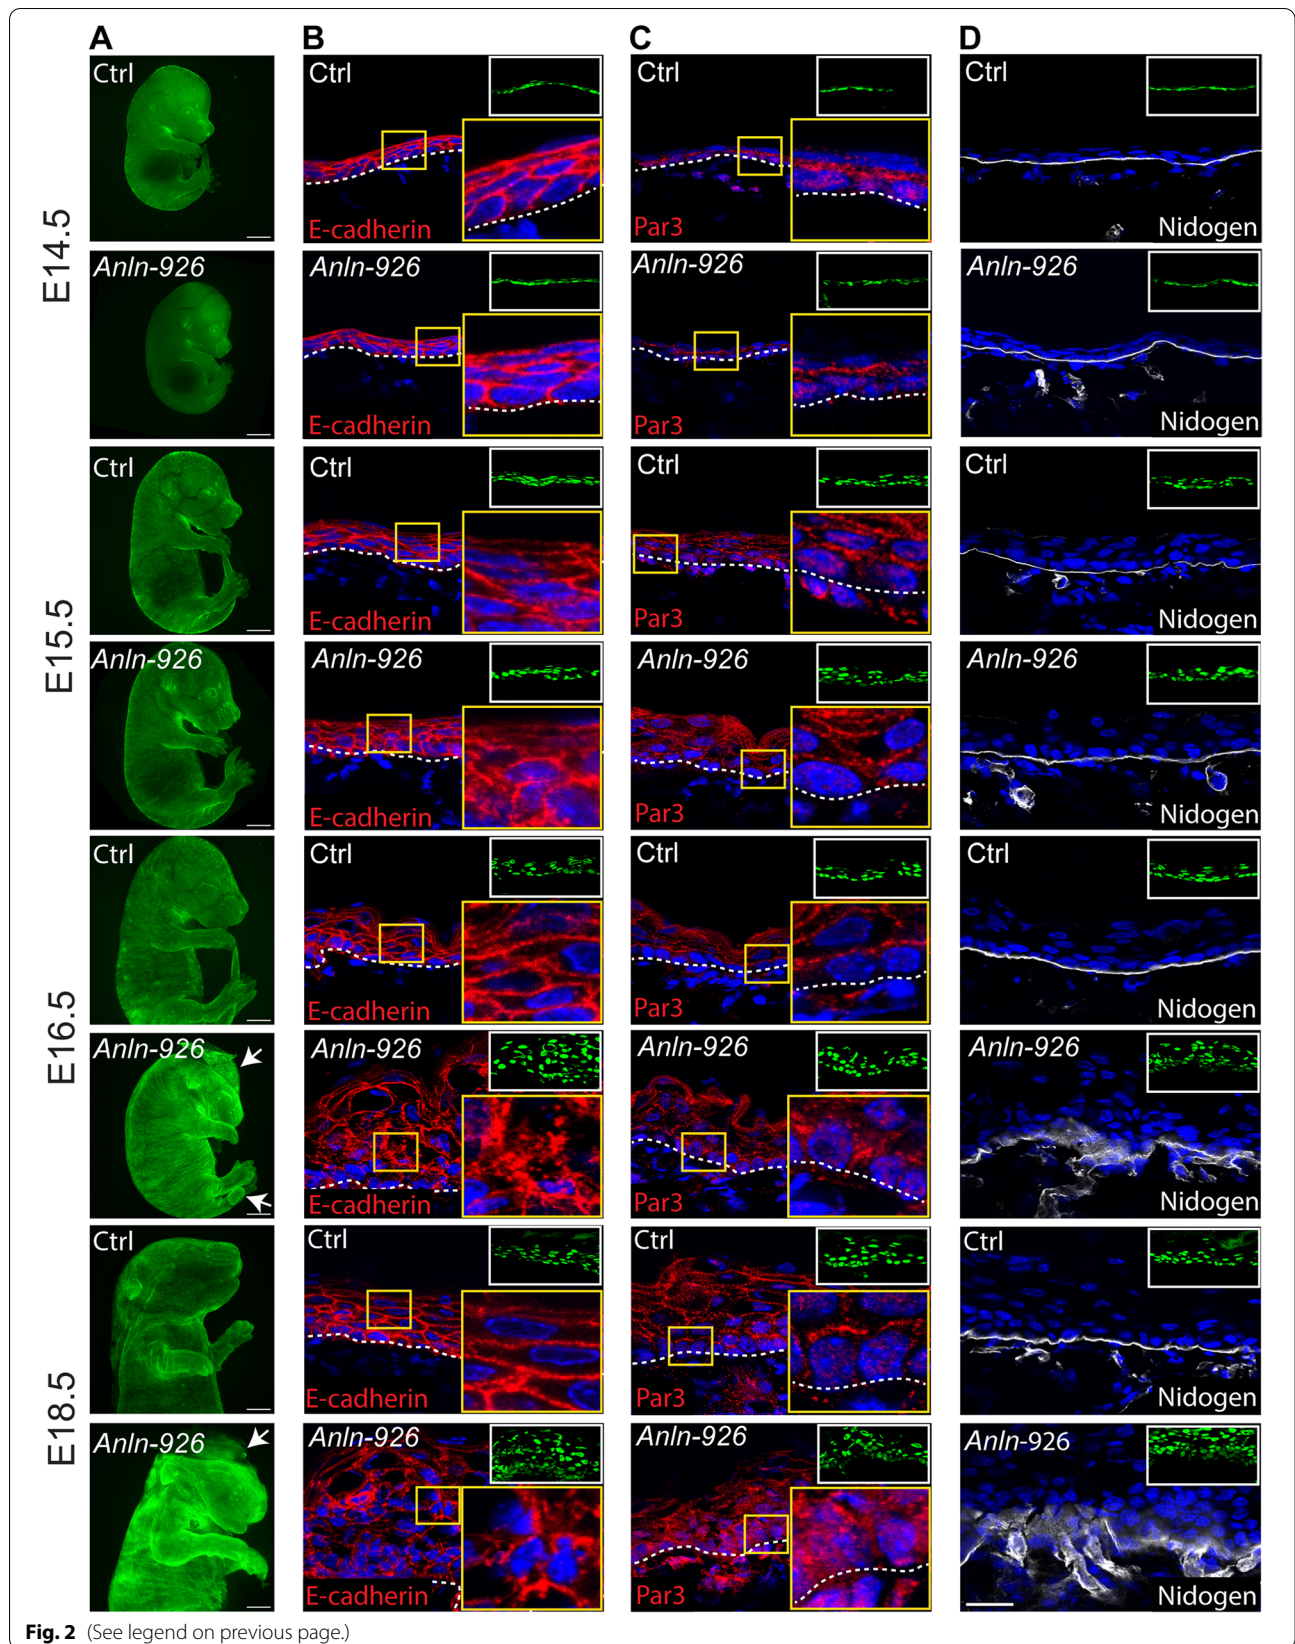 A B C D
E14.5
Ctrl Ctrl Ctrl Ctrl
E-cadherin Par3 Nidogen
Anln-926 Anln-926 Anln-926 Anln-926
E-cadherin Par3 Nidogen
E15.5
Ctrl Ctrl Ctrl Ctrl
E-cadherin Par3 Nidogen
Anln-926 Anln-926 Anln-926 Anln-926
E-cadherin Par3 Nidogen
E16.5
Ctrl Ctrl Ctrl Ctrl
E-cadherin Par3 Nidogen
Anln-926 Anln-926 Anln-926 Anln-926
E-cadherin Par3 Nidogen
E18.5
Ctrl Ctrl Ctrl Ctrl
E-cadherin Par3 Nidogen
Anln-926 Anln-926 Anln-926 Anln-926
E-cadherin Par3 Nidogen
Fig. 2 (See legend on previous page.)